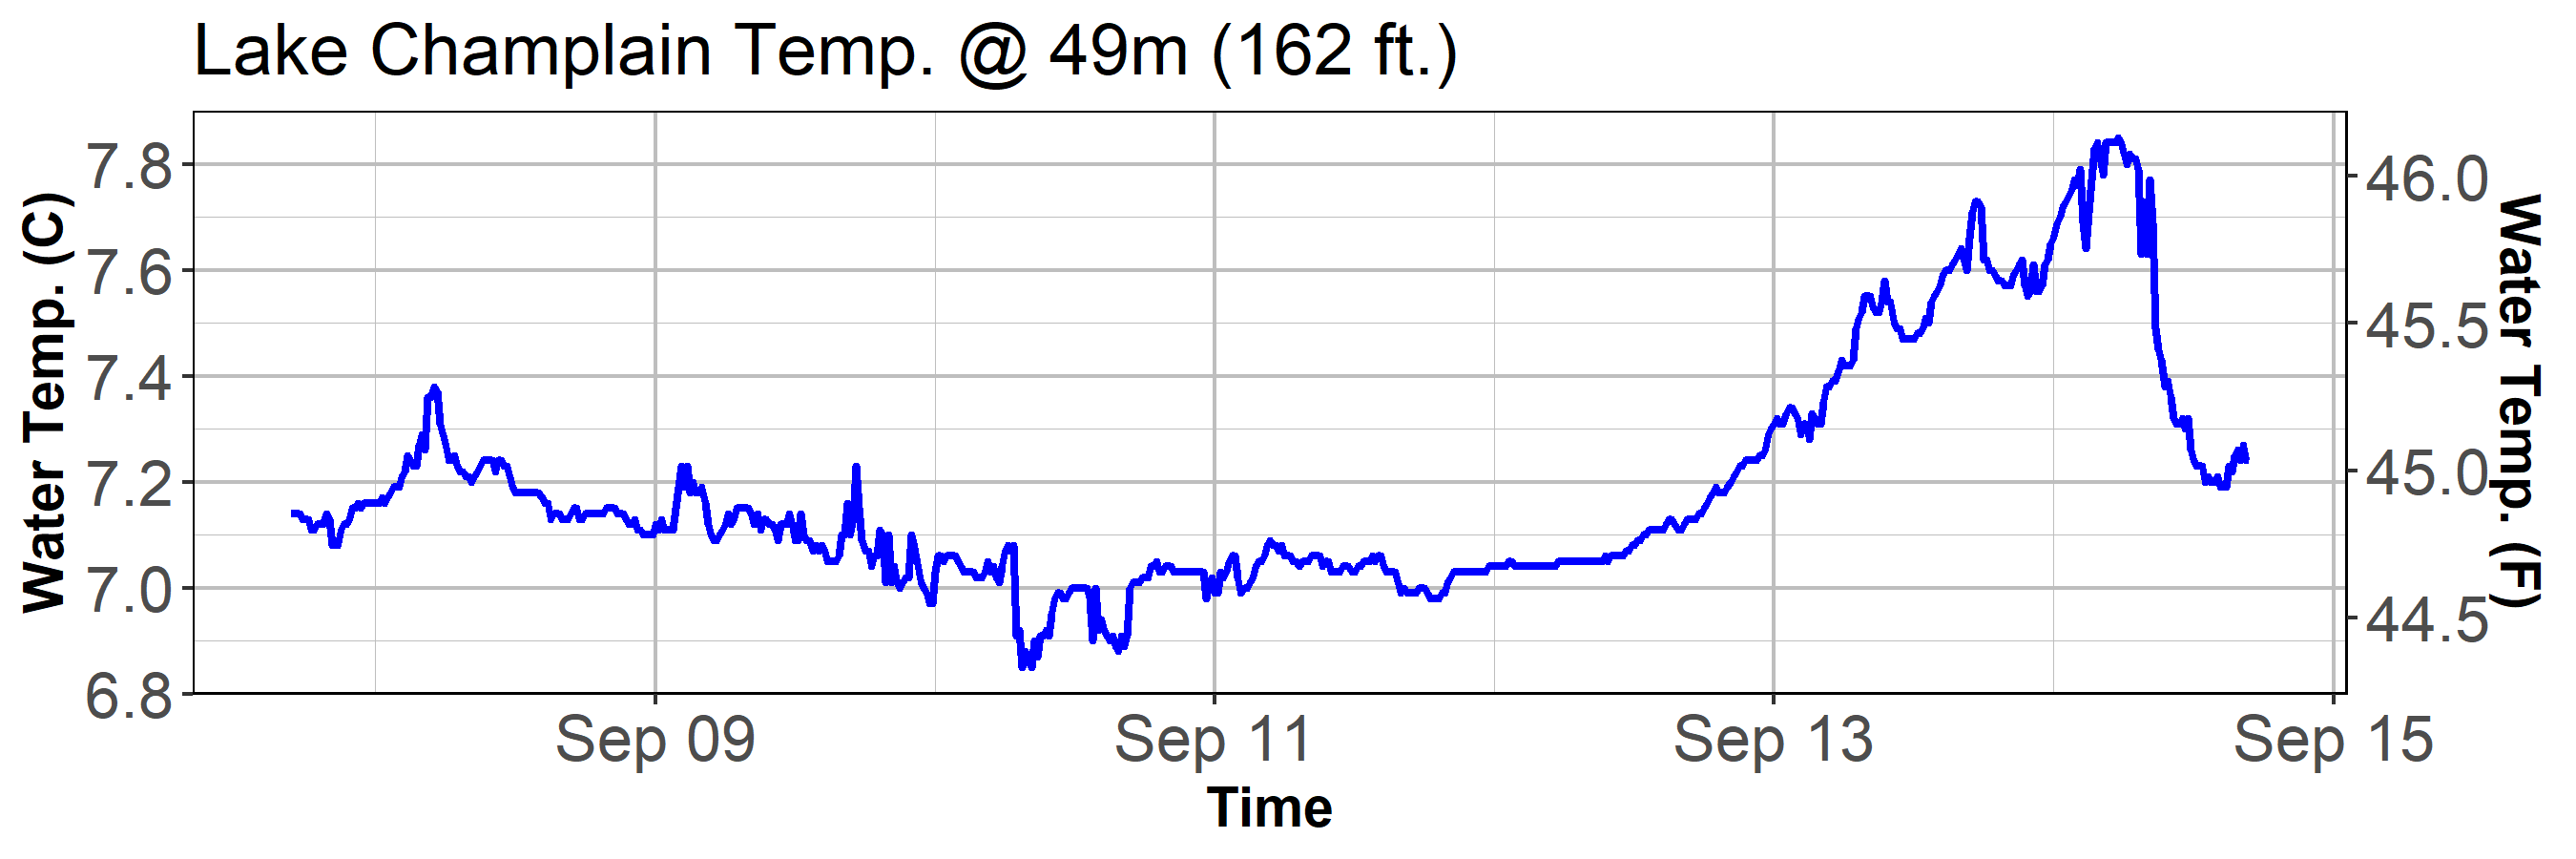 Lake Champlain Temp. @ 49m (162 ft.)
Water Temp. (C)
7.8
7.6
7.4
7.2
7.0
6.8
46.0
45.5
45.0
44.5
Water Temp. (F)
Sep 09 Sep 11 Sep 13 Sep 15
Time